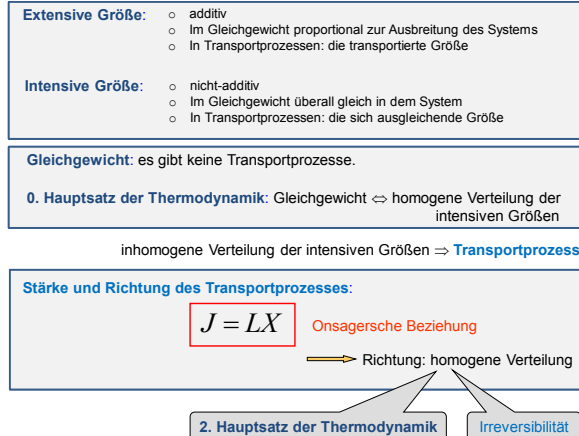 Extensive Größe: ○ additiv
○ Im Gleichgewicht proportional zur Ausbreitung des Systems
○ In Transportprozessen: die transportierte Größe
Intensive Größe: ○ nicht-additiv
○ Im Gleichgewicht überall gleich in dem System
○ In Transportprozessen: die sich ausgleichende Größe
Gleichgewicht: es gibt keine Transportprozesse.
0. Hauptsatz der Thermodynamik: Gleichgewicht ⇔ homogene Verteilung der
intensiven Größen
inhomogene Verteilung der intensiven Größen ⇒ Transportprozess
Stärke und Richtung des Transportprozesses:
J = LX Onsagersche Beziehung
Richtung: homogene Verteilung
2. Hauptsatz der Thermodynamik Irreversibilität